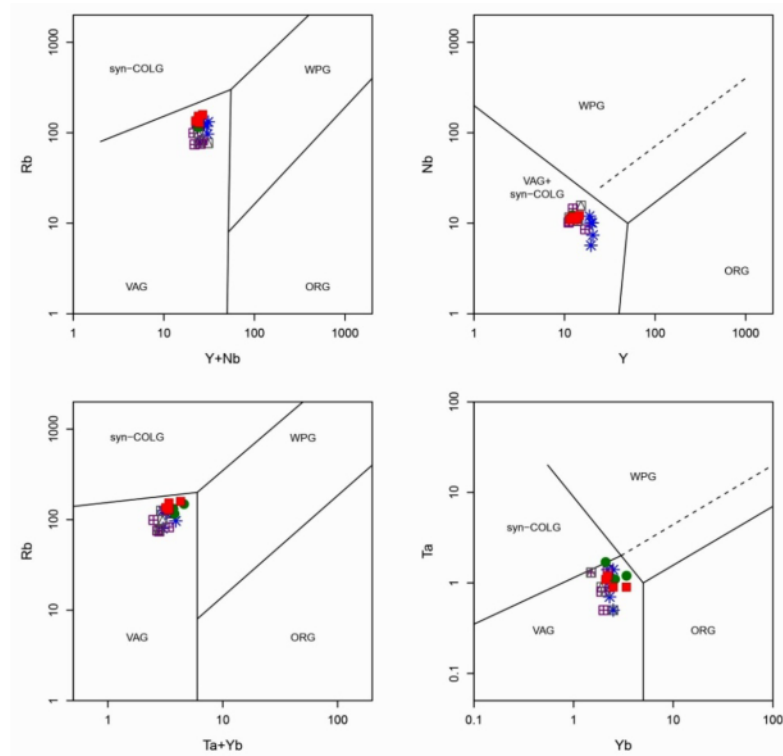 1000
100
10
1
Rb
syn−COLG
WPG
VAG
ORG
1
10
100
1000
Y+Nb
1000
100
10
1
Nb
WPG
VAG+
syn−COLG
ORG
1
10
100
1000
Y
1000
100
10
1
Rb
syn−COLG
WPG
VAG
ORG
1
10
100
Ta+Yb
100
10
1
0.1
Ta
WPG
syn−COLG
VAG
ORG
0.1
1
10
100
Yb